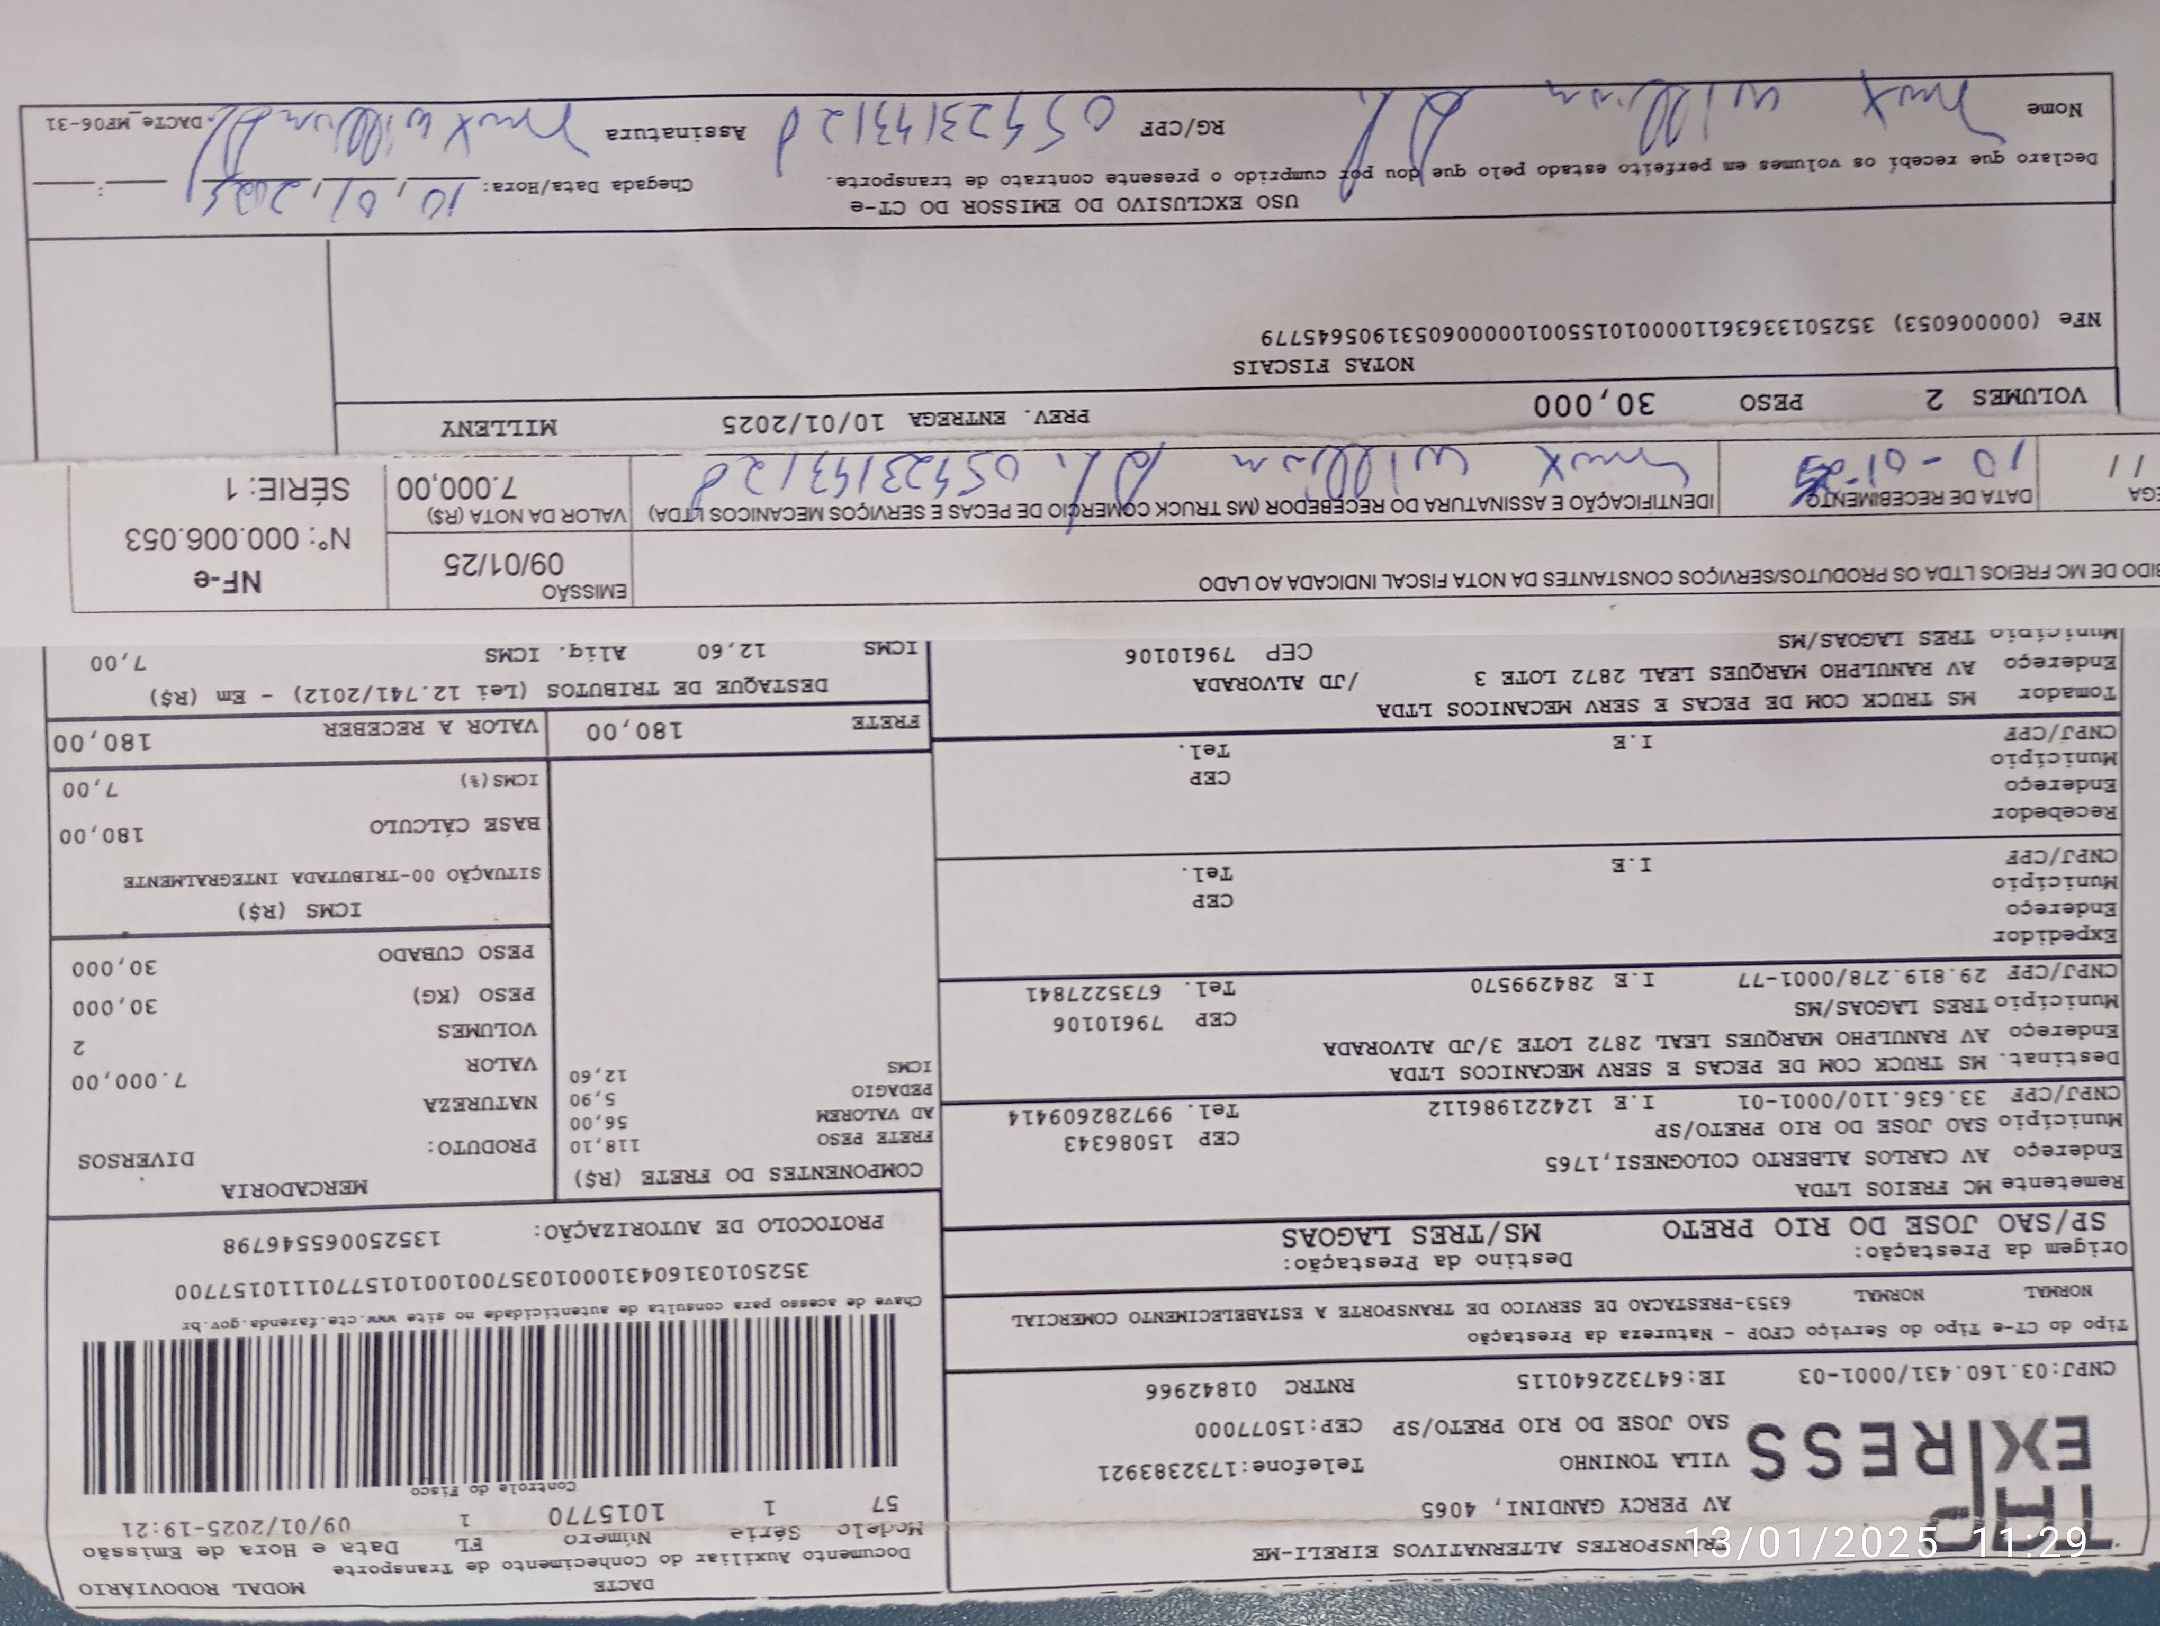 TRANSPORTES ALTERNATIVOS EIRELI-ME
AV PERCY GANDINI, 4065
VILA TONINHO Telefone:1732383921
SAO JOSE DO RIO PRETO/SP CEP:15077000
CNPJ:03.160.431/0001-03 IE:647322640115 RNTRC 01842966
EXPRESS
DACTE MODAL RODOVIÁRIO
Documento Auxiliar do Conhecimento de Transporte
Modelo Série Número FL Data e Hora de Emissão
57 1 1015770 1 09/01/2025-19:21
Controle do Fisco
Chave de acesso para consulta de autenticidade no site www.cte.fazenda.gov.br
35250103160431000103570010010157701110157700
PROTOCOLO DE AUTORIZAÇÃO: 135250065546798
Tipo do CT-e Tipo do Serviço CFOP - Natureza da Prestação
NORMAL NORMAL 6353-PRESTACAO DE SERVICO DE TRANSPORTE A ESTABELECIMENTO COMERCIAL
Origem da Prestação: Destino da Prestação:
SP/SAO JOSE DO RIO PRETO MS/TRES LAGOAS
Remetente MC FREIOS LTDA
Endereço AV CARLOS ALBERTO COLOGNESI,1765
Município SAO JOSE DO RIO PRETO/SP CEP 15086343
CNPJ/CPF 33.636.110/0001-01 I.E 124221986112 Tel. 997282609414
Destinat. MS TRUCK COM DE PECAS E SERV MECANICOS LTDA
Endereço AV RANULPHO MARQUES LEAL 2872 LOTE 3/JD ALVORADA
Município TRES LAGOAS/MS CEP 79610106
CNPJ/CPF 29.819.278/0001-77 I.E 284299570 Tel. 6735227841
Expedidor
Endereço
Município CEP
CNPJ/CPF I.E Tel.
Recebedor
Endereço
Município CEP
CNPJ/CPF I.E Tel.
Tomador MS TRUCK COM DE PECAS E SERV MECANICOS LTDA
Endereço AV RANULPHO MARQUES LEAL 2872 LOTE 3 /JD ALVORADA
Município TRES LAGOAS/MS CEP 79610106
COMPONENTES DO FRETE (R$)
FRETE PESO 118,10
AD VALOREM 56,00
PEDAGIO 5,90
ICMS 12,60
MERCADORIA
PRODUTO: DIVERSOS
NATUREZA
VALOR 7.000,00
VOLUMES 2
PESO (KG) 30,000
PESO CUBADO 30,000
ICMS (R$)
SITUAÇÃO 00-TRIBUTADA INTEGRALMENTE
BASE CÁLCULO 180,00
ICMS(%) 7,00
FRETE 180,00 VALOR A RECEBER 180,00
DESTAQUE DE TRIBUTOS (Lei 12.741/2012) - Em (R$)
ICMS 12,60 Aliq. ICMS 7,00
BIDO DE MC FREIOS LTDA OS PRODUTOS/SERVIÇOS CONSTANTES DA NOTA FISCAL INDICADA AO LADO
EMISSÃO
09/01/25
NF-e
Nº: 000.006.053
SÉRIE: 1
EGA DATA DE RECEBIMENTO IDENTIFICAÇÃO E ASSINATURA DO RECEBEDOR (MS TRUCK COMERCIO DE PECAS E SERVIÇOS MECANICOS LTDA) VALOR DA NOTA (R$)
10-01-25 Max Willian 05423143120 7.000,00
VOLUMES 2 PESO 30,000 PREV. ENTREGA 10/01/2025 MILLENY
NOTAS FISCAIS
NFe (000006053) 35250133636110000101550010000060531905645779
USO EXCLUSIVO DO EMISSOR DO CT-e
Declaro que recebi os volumes em perfeito estado pelo que dou por cumprido o presente contrato de transporte. Chegada Data/Hora: 10/01/2025
Nome Max Willian RG/CPF 05423143120 Assinatura Max Willian DACTe_MF06-31
13/01/2025 11:29